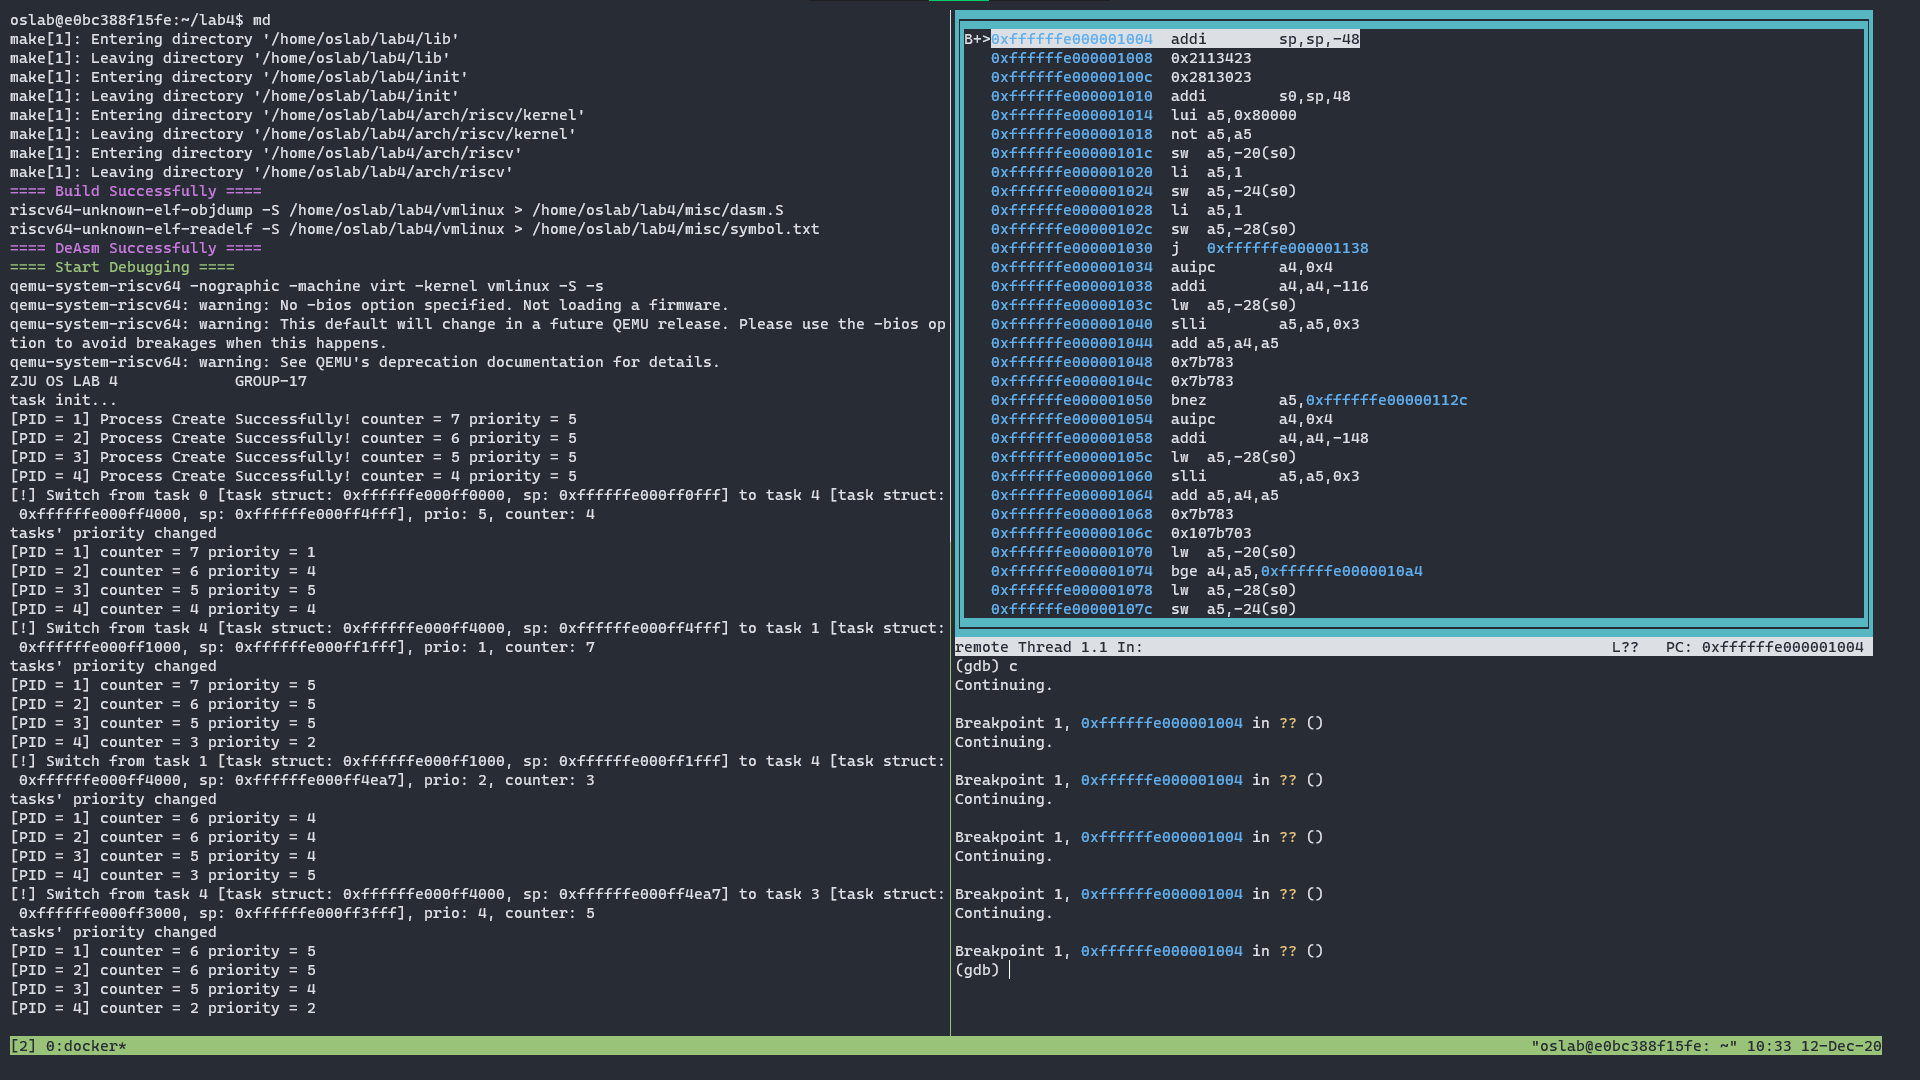 oslab@e0bc388f15fe:~/lab4$ md
make[1]: Entering directory '/home/oslab/lab4/lib'
make[1]: Leaving directory '/home/oslab/lab4/lib'
make[1]: Entering directory '/home/oslab/lab4/init'
make[1]: Leaving directory '/home/oslab/lab4/init'
make[1]: Entering directory '/home/oslab/lab4/arch/riscv/kernel'
make[1]: Leaving directory '/home/oslab/lab4/arch/riscv/kernel'
make[1]: Entering directory '/home/oslab/lab4/arch/riscv'
make[1]: Leaving directory '/home/oslab/lab4/arch/riscv'
==== Build Successfully ====
riscv64-unknown-elf-objdump -S /home/oslab/lab4/vmlinux > /home/oslab/lab4/misc/dasm.S
riscv64-unknown-elf-readelf -S /home/oslab/lab4/vmlinux > /home/oslab/lab4/misc/symbol.txt
==== DeAsm Successfully ====
==== Start Debugging ====
qemu-system-riscv64 -nographic -machine virt -kernel vmlinux -S -s
qemu-system-riscv64: warning: No -bios option specified. Not loading a firmware.
qemu-system-riscv64: warning: This default will change in a future QEMU release. Please use the -bios op
tion to avoid breakages when this happens.
qemu-system-riscv64: warning: See QEMU's deprecation documentation for details.
ZJU OS LAB 4             GROUP-17
task init...
[PID = 1] Process Create Successfully! counter = 7 priority = 5
[PID = 2] Process Create Successfully! counter = 6 priority = 5
[PID = 3] Process Create Successfully! counter = 5 priority = 5
[PID = 4] Process Create Successfully! counter = 4 priority = 5
[!] Switch from task 0 [task struct: 0xffffffe000ff0000, sp: 0xffffffe000ff0fff] to task 4 [task struct:
 0xffffffe000ff4000, sp: 0xffffffe000ff4fff], prio: 5, counter: 4
tasks' priority changed
[PID = 1] counter = 7 priority = 1
[PID = 2] counter = 6 priority = 4
[PID = 3] counter = 5 priority = 5
[PID = 4] counter = 4 priority = 4
[!] Switch from task 4 [task struct: 0xffffffe000ff4000, sp: 0xffffffe000ff4fff] to task 1 [task struct:
 0xffffffe000ff1000, sp: 0xffffffe000ff1fff], prio: 1, counter: 7
tasks' priority changed
[PID = 1] counter = 7 priority = 5
[PID = 2] counter = 6 priority = 5
[PID = 3] counter = 5 priority = 5
[PID = 4] counter = 3 priority = 2
[!] Switch from task 1 [task struct: 0xffffffe000ff1000, sp: 0xffffffe000ff1fff] to task 4 [task struct:
 0xffffffe000ff4000, sp: 0xffffffe000ff4ea7], prio: 2, counter: 3
tasks' priority changed
[PID = 1] counter = 6 priority = 4
[PID = 2] counter = 6 priority = 4
[PID = 3] counter = 5 priority = 4
[PID = 4] counter = 3 priority = 5
[!] Switch from task 4 [task struct: 0xffffffe000ff4000, sp: 0xffffffe000ff4ea7] to task 3 [task struct:
 0xffffffe000ff3000, sp: 0xffffffe000ff3fff], prio: 4, counter: 5
tasks' priority changed
[PID = 1] counter = 6 priority = 5
[PID = 2] counter = 6 priority = 5
[PID = 3] counter = 5 priority = 4
[PID = 4] counter = 2 priority = 2
B+>0xffffffe000001004  addi        sp,sp,-48
0xffffffe000001008  0x2113423
0xffffffe00000100c  0x2813023
0xffffffe000001010  addi        s0,sp,48
0xffffffe000001014  lui a5,0x80000
0xffffffe000001018  not a5,a5
0xffffffe00000101c  sw  a5,-20(s0)
0xffffffe000001020  li  a5,1
0xffffffe000001024  sw  a5,-24(s0)
0xffffffe000001028  li  a5,1
0xffffffe00000102c  sw  a5,-28(s0)
0xffffffe000001030  j   0xffffffe000001138
0xffffffe000001034  auipc       a4,0x4
0xffffffe000001038  addi        a4,a4,-116
0xffffffe00000103c  lw  a5,-28(s0)
0xffffffe000001040  slli        a5,a5,0x3
0xffffffe000001044  add a5,a4,a5
0xffffffe000001048  0x7b783
0xffffffe00000104c  0x7b783
0xffffffe000001050  bnez        a5,0xffffffe00000112c
0xffffffe000001054  auipc       a4,0x4
0xffffffe000001058  addi        a4,a4,-148
0xffffffe00000105c  lw  a5,-28(s0)
0xffffffe000001060  slli        a5,a5,0x3
0xffffffe000001064  add a5,a4,a5
0xffffffe000001068  0x7b783
0xffffffe00000106c  0x107b703
0xffffffe000001070  lw  a5,-20(s0)
0xffffffe000001074  bge a4,a5,0xffffffe0000010a4
0xffffffe000001078  lw  a5,-28(s0)
0xffffffe00000107c  sw  a5,-24(s0)
remote Thread 1.1 In:                                                    L??   PC: 0xffffffe000001004
(gdb) c
Continuing.
Breakpoint 1, 0xffffffe000001004 in ?? ()
Continuing.
Breakpoint 1, 0xffffffe000001004 in ?? ()
Continuing.
Breakpoint 1, 0xffffffe000001004 in ?? ()
Continuing.
Breakpoint 1, 0xffffffe000001004 in ?? ()
Continuing.
Breakpoint 1, 0xffffffe000001004 in ?? ()
(gdb)
[2] 0:docker*                    "oslab@e0bc388f15fe: ~" 10:33 12-Dec-20